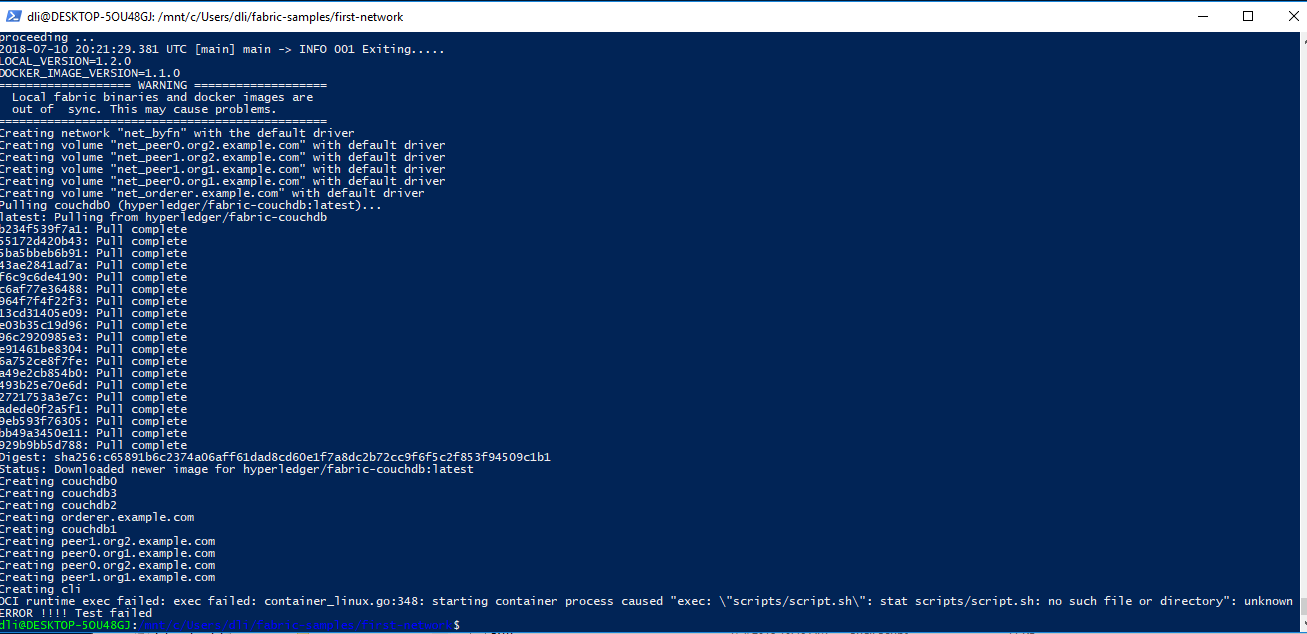 dli@DESKTOP-5OU48GJ: /mnt/c/Users/dli/fabric-samples/first-network
proceeding ...
2018-07-10 20:21:29.381 UTC [main] main -> INFO 001 Exiting.....
LOCAL_VERSION=1.2.0
DOCKER_IMAGE_VERSION=1.1.0
=================== WARNING ===================
Local fabric binaries and docker images are
out of  sync. This may cause problems.
===============================================
Creating network "net_byfn" with the default driver
Creating volume "net_peer0.org2.example.com" with default driver
Creating volume "net_peer1.org2.example.com" with default driver
Creating volume "net_peer1.org1.example.com" with default driver
Creating volume "net_peer0.org1.example.com" with default driver
Creating volume "net_orderer.example.com" with default driver
Pulling couchdb0 (hyperledger/fabric-couchdb:latest)...
latest: Pulling from hyperledger/fabric-couchdb
b234f539f7a1: Pull complete
55172d420b43: Pull complete
5ba5bbeb6b91: Pull complete
43ae2841ad7a: Pull complete
f6c9c6de4190: Pull complete
c6af77e36488: Pull complete
964f7f4f22f3: Pull complete
13cd31405e09: Pull complete
e03b35c19d96: Pull complete
96c2920985e3: Pull complete
e91461be8304: Pull complete
6a752ce8f7fe: Pull complete
a49e2cb854b0: Pull complete
493b25e70e6d: Pull complete
2721753a3e7c: Pull complete
adede0f2a5f1: Pull complete
9eb593f76305: Pull complete
bb49a3450e11: Pull complete
929b9bb5d788: Pull complete
Digest: sha256:c65891b6c2374a06aff61dad8cd60e1f7a8dc2b72cc9f6f5c2f853f94509c1b1
Status: Downloaded newer image for hyperledger/fabric-couchdb:latest
Creating couchdb0
Creating couchdb3
Creating couchdb2
Creating orderer.example.com
Creating couchdb1
Creating peer1.org2.example.com
Creating peer0.org1.example.com
Creating peer0.org2.example.com
Creating peer1.org1.example.com
Creating cli
OCI runtime exec failed: exec failed: container_linux.go:348: starting container process caused "exec: \"scripts/script.sh\": stat scripts/script.sh: no such file or directory": unknown
ERROR !!!! Test failed
dli@DESKTOP-5OU48GJ:/mnt/c/Users/dli/fabric-samples/first-network$